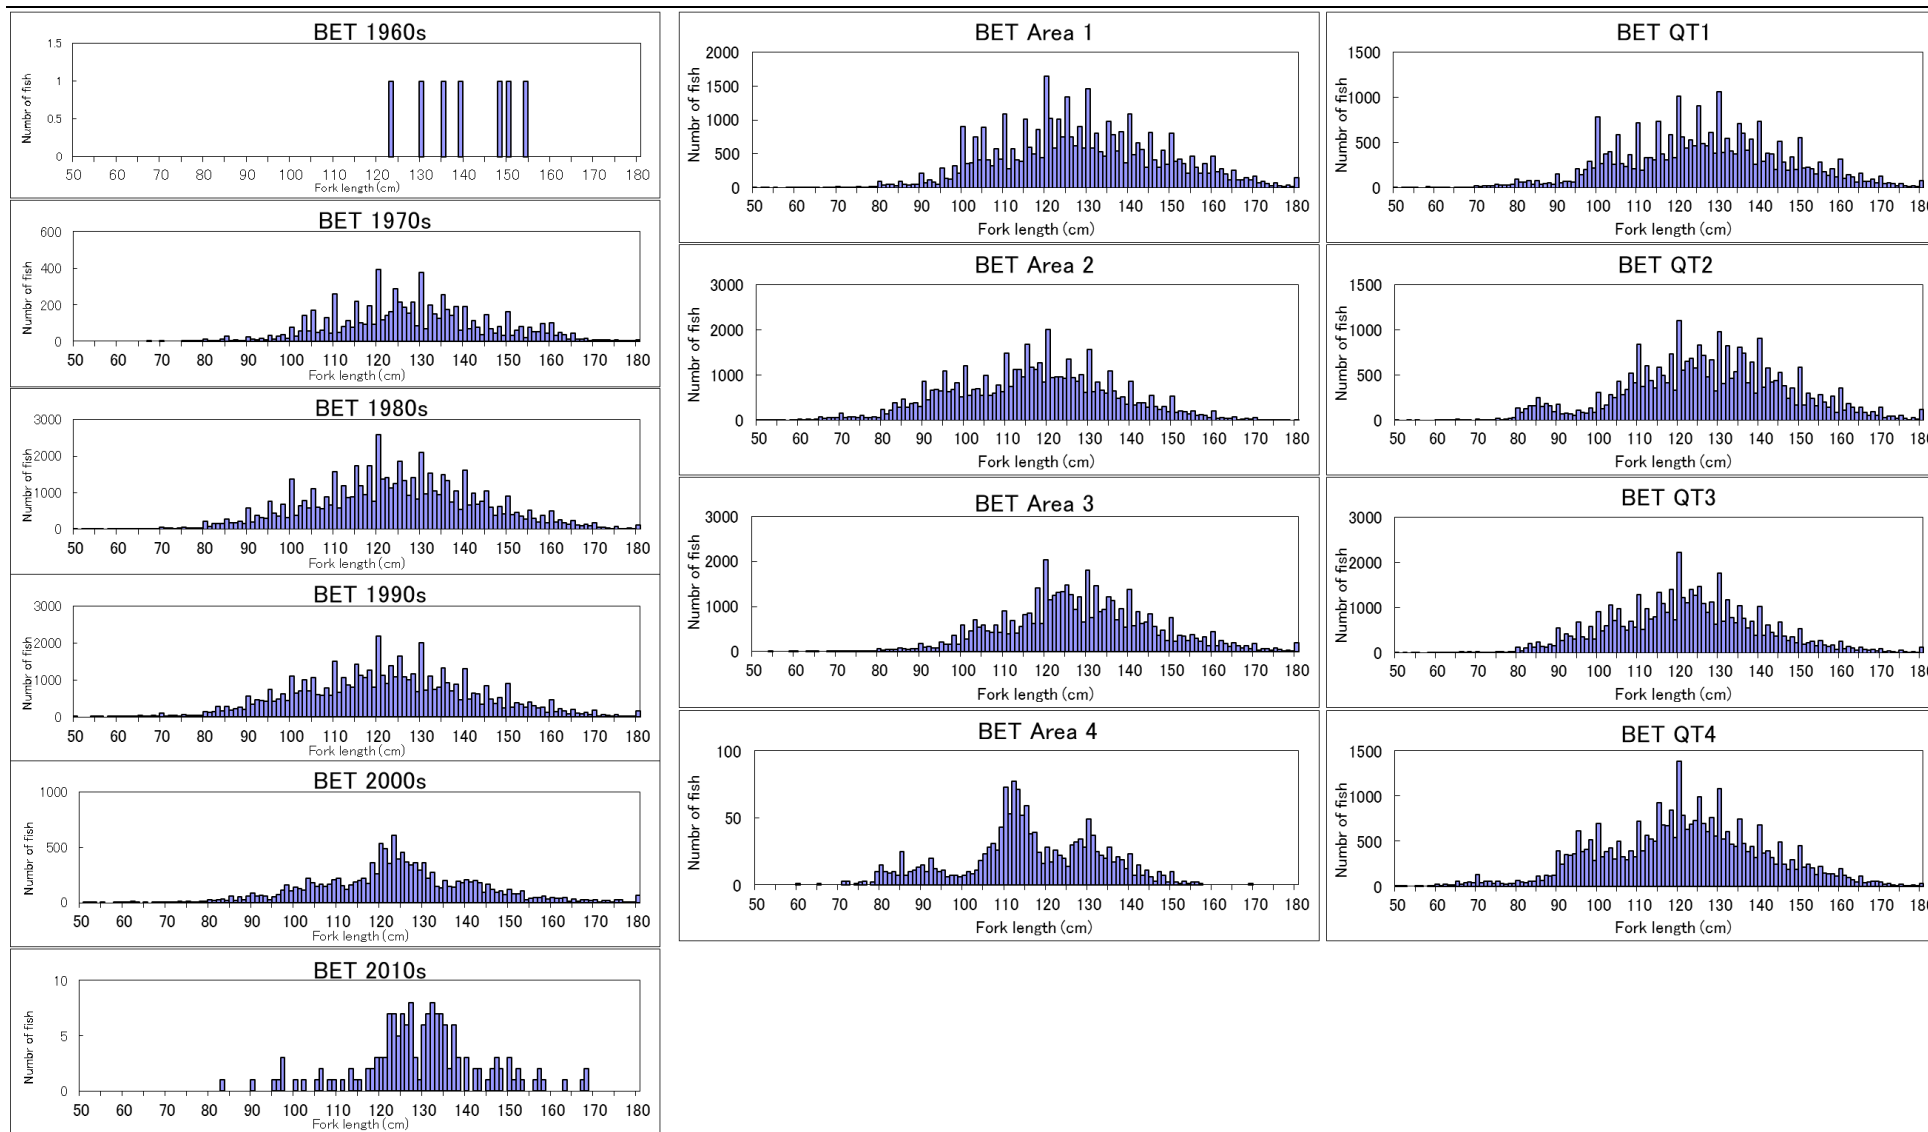 BET 1960s
Numbr of fish
1.5
1
0.5
0
50 60 70 80 90 100 110 120 130 140 150 160 170 180
Fork length (cm)
BET 1970s
Numbr of fish
600
400
200
0
50 60 70 80 90 100 110 120 130 140 150 160 170 180
Fork length (cm)
BET 1980s
Numbr of fish
3000
2000
1000
0
50 60 70 80 90 100 110 120 130 140 150 160 170 180
Fork length (cm)
BET 1990s
Numbr of fish
3000
2000
1000
0
50 60 70 80 90 100 110 120 130 140 150 160 170 180
Fork length (cm)
BET 2000s
Numbr of fish
1000
500
0
50 60 70 80 90 100 110 120 130 140 150 160 170 180
Fork length (cm)
BET 2010s
Numbr of fish
10
5
0
50 60 70 80 90 100 110 120 130 140 150 160 170 180
Fork length (cm)
BET Area 1
Numbr of fish
2000
1500
1000
500
0
50 60 70 80 90 100 110 120 130 140 150 160 170 180
Fork length (cm)
BET Area 2
Numbr of fish
3000
2000
1000
0
50 60 70 80 90 100 110 120 130 140 150 160 170 180
Fork length (cm)
BET Area 3
Numbr of fish
3000
2000
1000
0
50 60 70 80 90 100 110 120 130 140 150 160 170 180
Fork length (cm)
BET Area 4
Numbr of fish
100
50
0
50 60 70 80 90 100 110 120 130 140 150 160 170 180
Fork length (cm)
BET QT1
Numbr of fish
1500
1000
500
0
50 60 70 80 90 100 110 120 130 140 150 160 170 18
Fork length (cm)
BET QT2
Numbr of fish
1500
1000
500
0
50 60 70 80 90 100 110 120 130 140 150 160 170 18
Fork length (cm)
BET QT3
Numbr of fish
3000
2000
1000
0
50 60 70 80 90 100 110 120 130 140 150 160 170 18
Fork length (cm)
BET QT4
Numbr of fish
1500
1000
500
0
50 60 70 80 90 100 110 120 130 140 150 160 170 18
Fork length (cm)